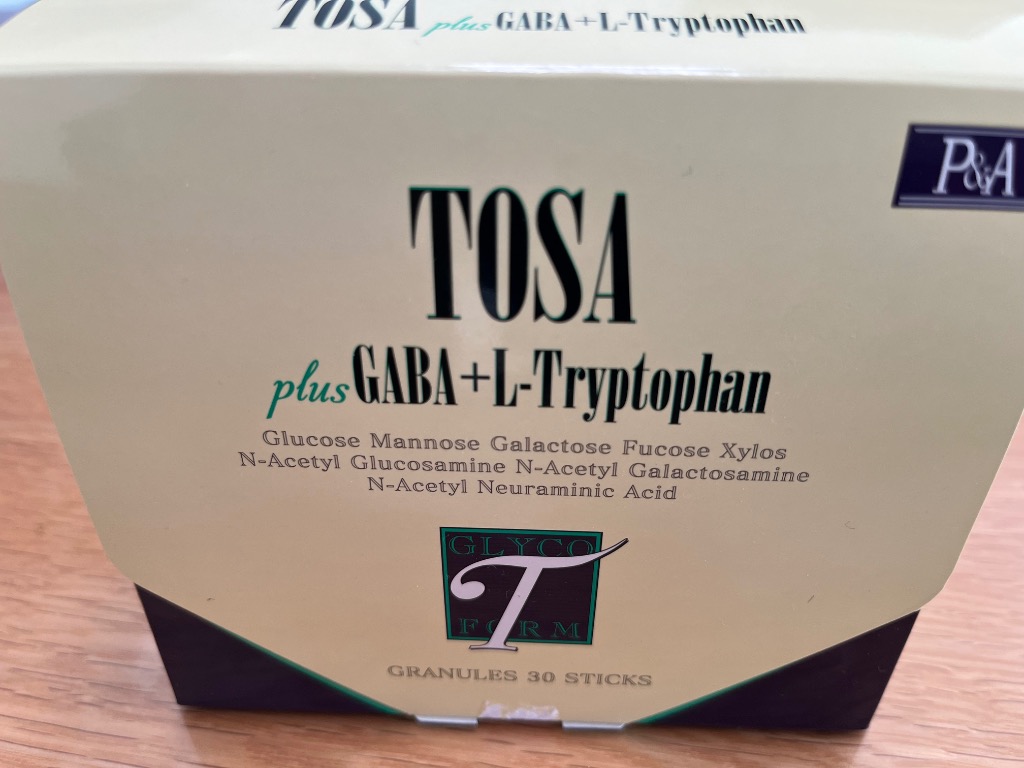 TOSA plus GABA+L-Tryptophan
P&A
TOSA
plus GABA+L-Tryptophan
Glucose Mannose Galactose Fucose Xylos
N-Acetyl Glucosamine N-Acetyl Galactosamine
N-Acetyl Neuraminic Acid
GLYCO
T
FORM
GRANULES 30 STICKS